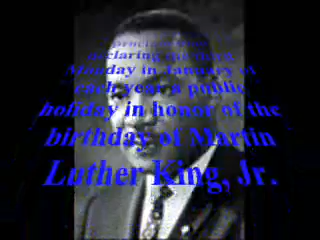 declaring the third
Monday in January of
each year a public
holiday in honor of the
birthday of Martin
Luther King, Jr.